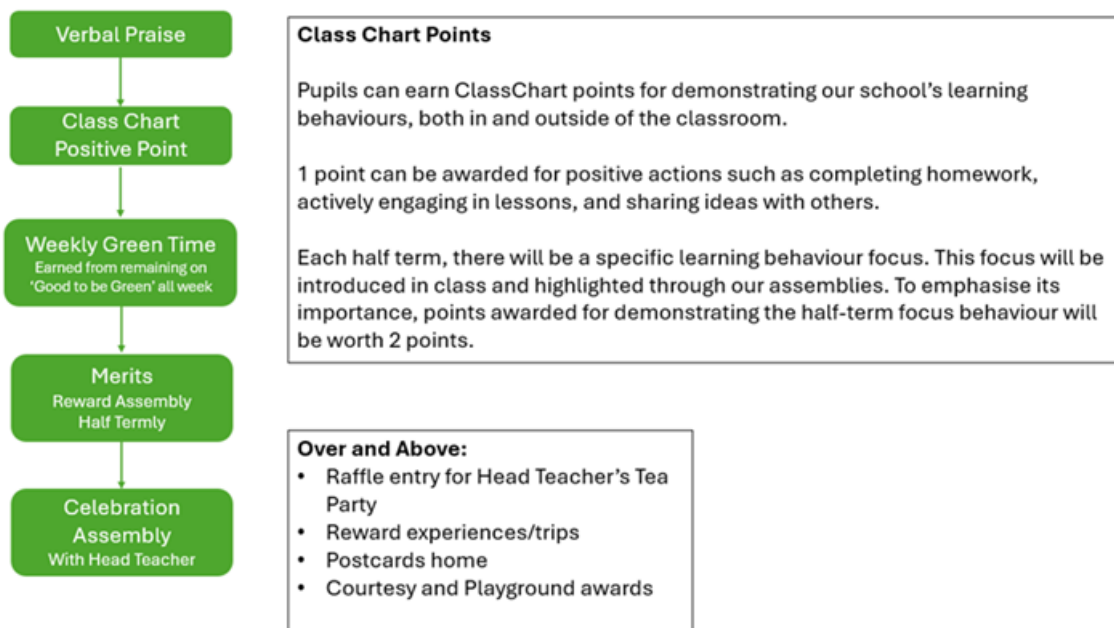 Verbal Praise
Class Chart
Positive Point
Weekly Green Time
Earned from remaining on
'Good to be Green' all week
Merits
Reward Assembly
Half Termly
Celebration
Assembly
With Head Teacher
Class Chart Points
Pupils can earn ClassChart points for demonstrating our school's learning
behaviours, both in and outside of the classroom.
1 point can be awarded for positive actions such as completing homework,
actively engaging in lessons, and sharing ideas with others.
Each half term, there will be a specific learning behaviour focus. This focus will be
introduced in class and highlighted through our assemblies. To emphasise its
importance, points awarded for demonstrating the half-term focus behaviour will
be worth 2 points.
Over and Above:
• Raffle entry for Head Teacher's Tea
Party
• Reward experiences/trips
• Postcards home
• Courtesy and Playground awards